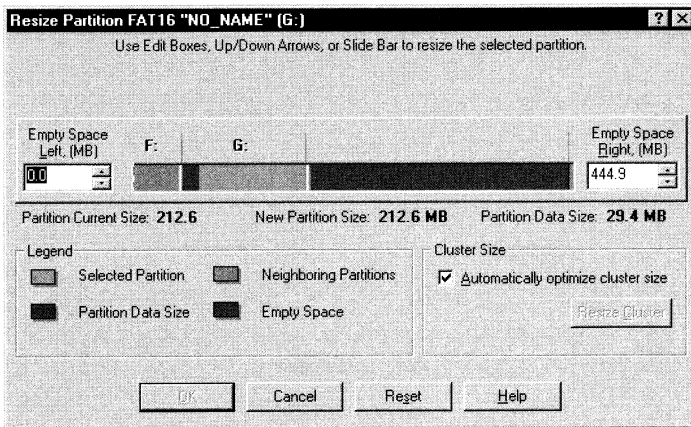 Resize Partition FAT16 "NO_NAME" (G:)
Use Edit Boxes, Up/Down Arrows, or Slide Bar to resize the selected partition.
Empty Space
Left, (MB)
F:
G:
Empty Space
Right, (MB)
0.0
444.9
Partition Current Size: 212.6
New Partition Size: 212.6 MB
Partition Data Size: 29.4 MB
Legend
Selected Partition
Neighboring Partitions
Partition Data Size
Empty Space
Cluster Size
Automatically optimize cluster size
Resize Cluster
OK
Cancel
Reset
Help